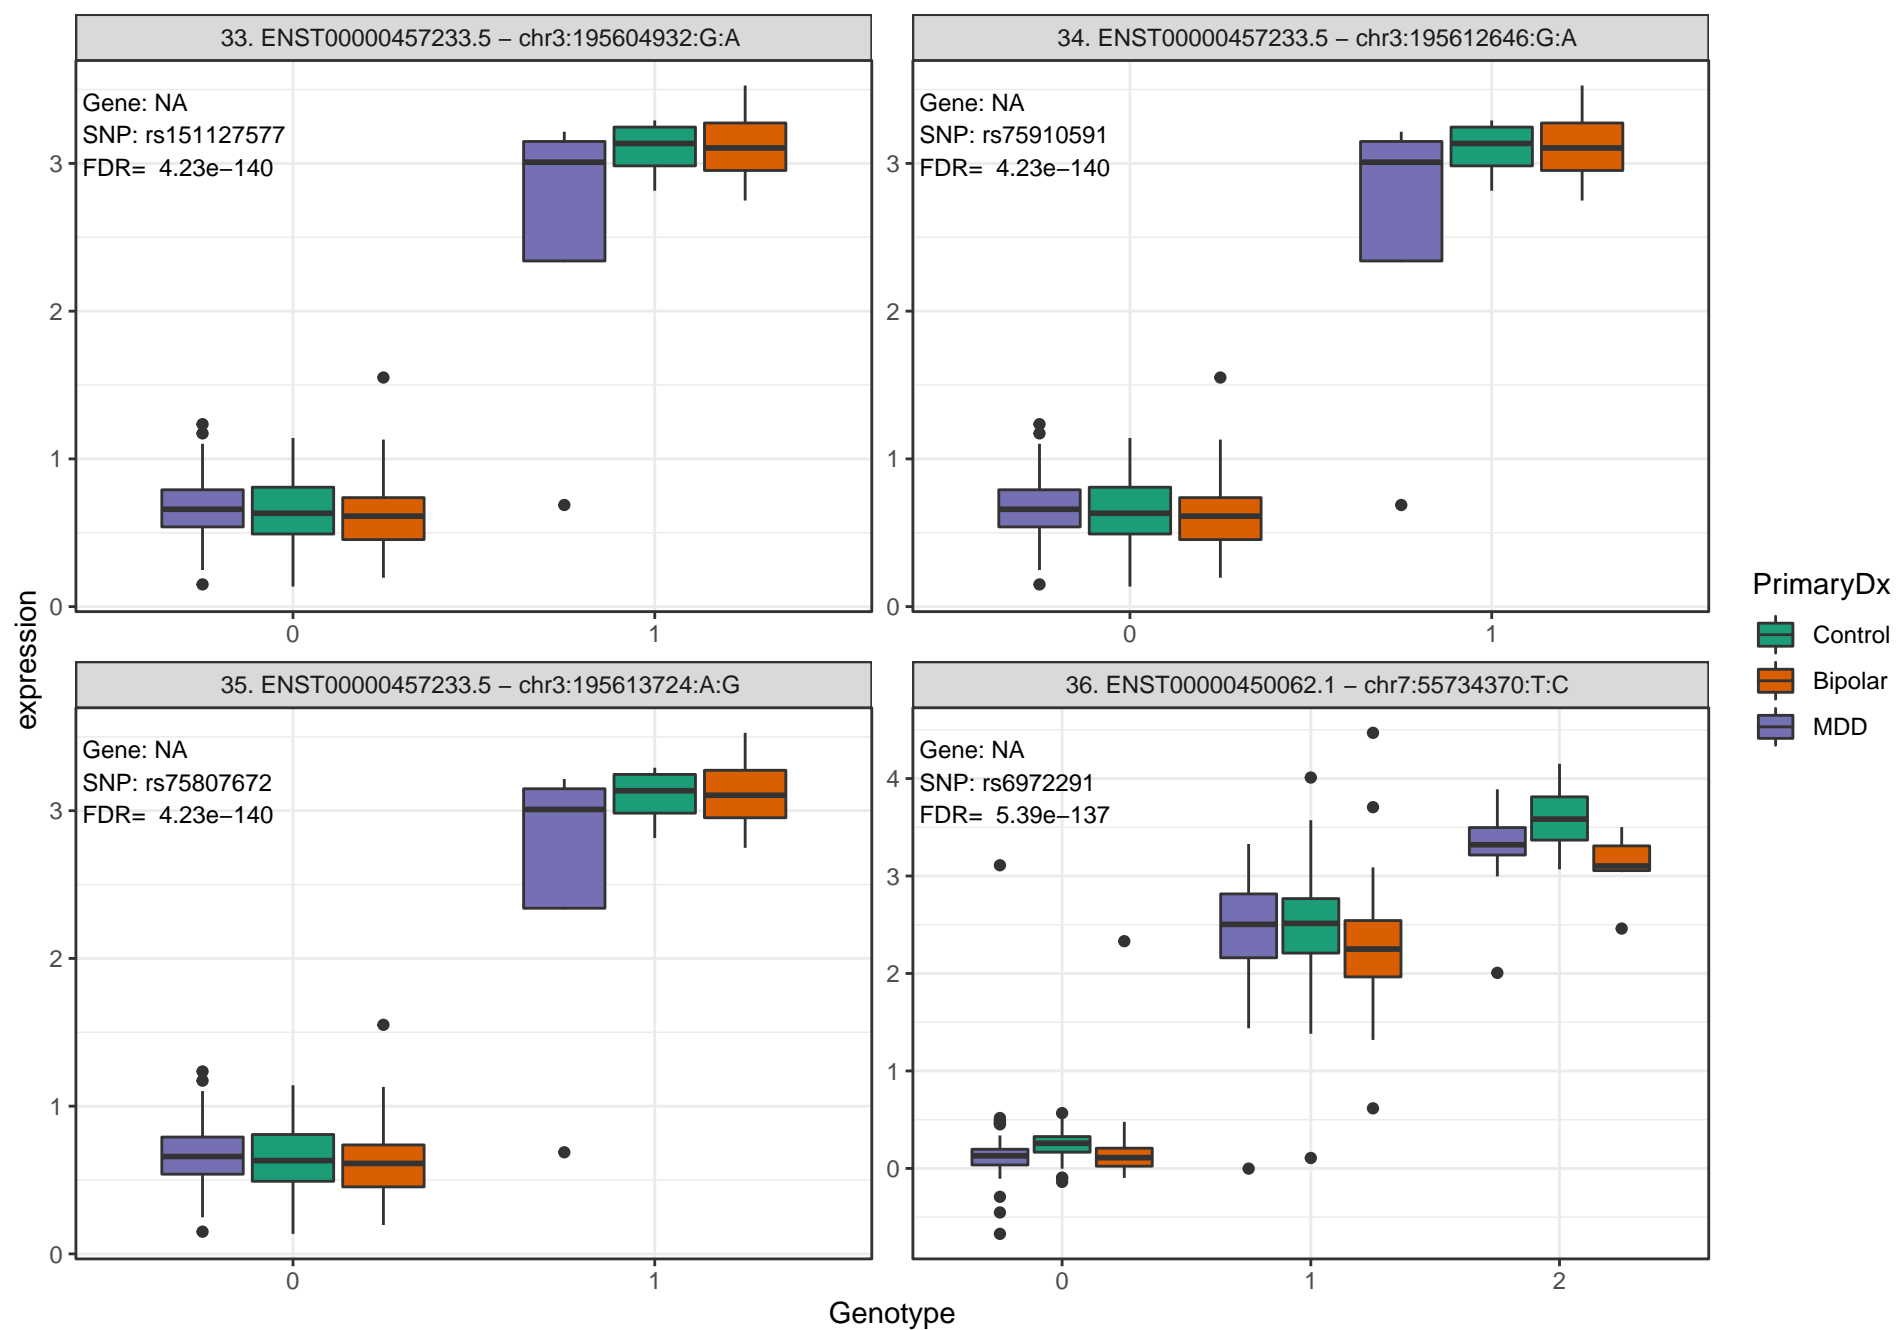 33. ENST00000457233.5 – chr3:195604932:G:A
Gene: NA
SNP: rs151127577
FDR= 4.23e−140
3
2
1
0
0 1
34. ENST00000457233.5 – chr3:195612646:G:A
Gene: NA
SNP: rs75910591
FDR= 4.23e−140
3
2
1
0
0 1
35. ENST00000457233.5 – chr3:195613724:A:G
Gene: NA
SNP: rs75807672
FDR= 4.23e−140
3
2
1
0
0 1
36. ENST00000450062.1 – chr7:55734370:T:C
Gene: NA
SNP: rs6972291
FDR= 5.39e−137
4
3
2
1
0
0 1 2
expression
Genotype
PrimaryDx
Control
Bipolar
MDD